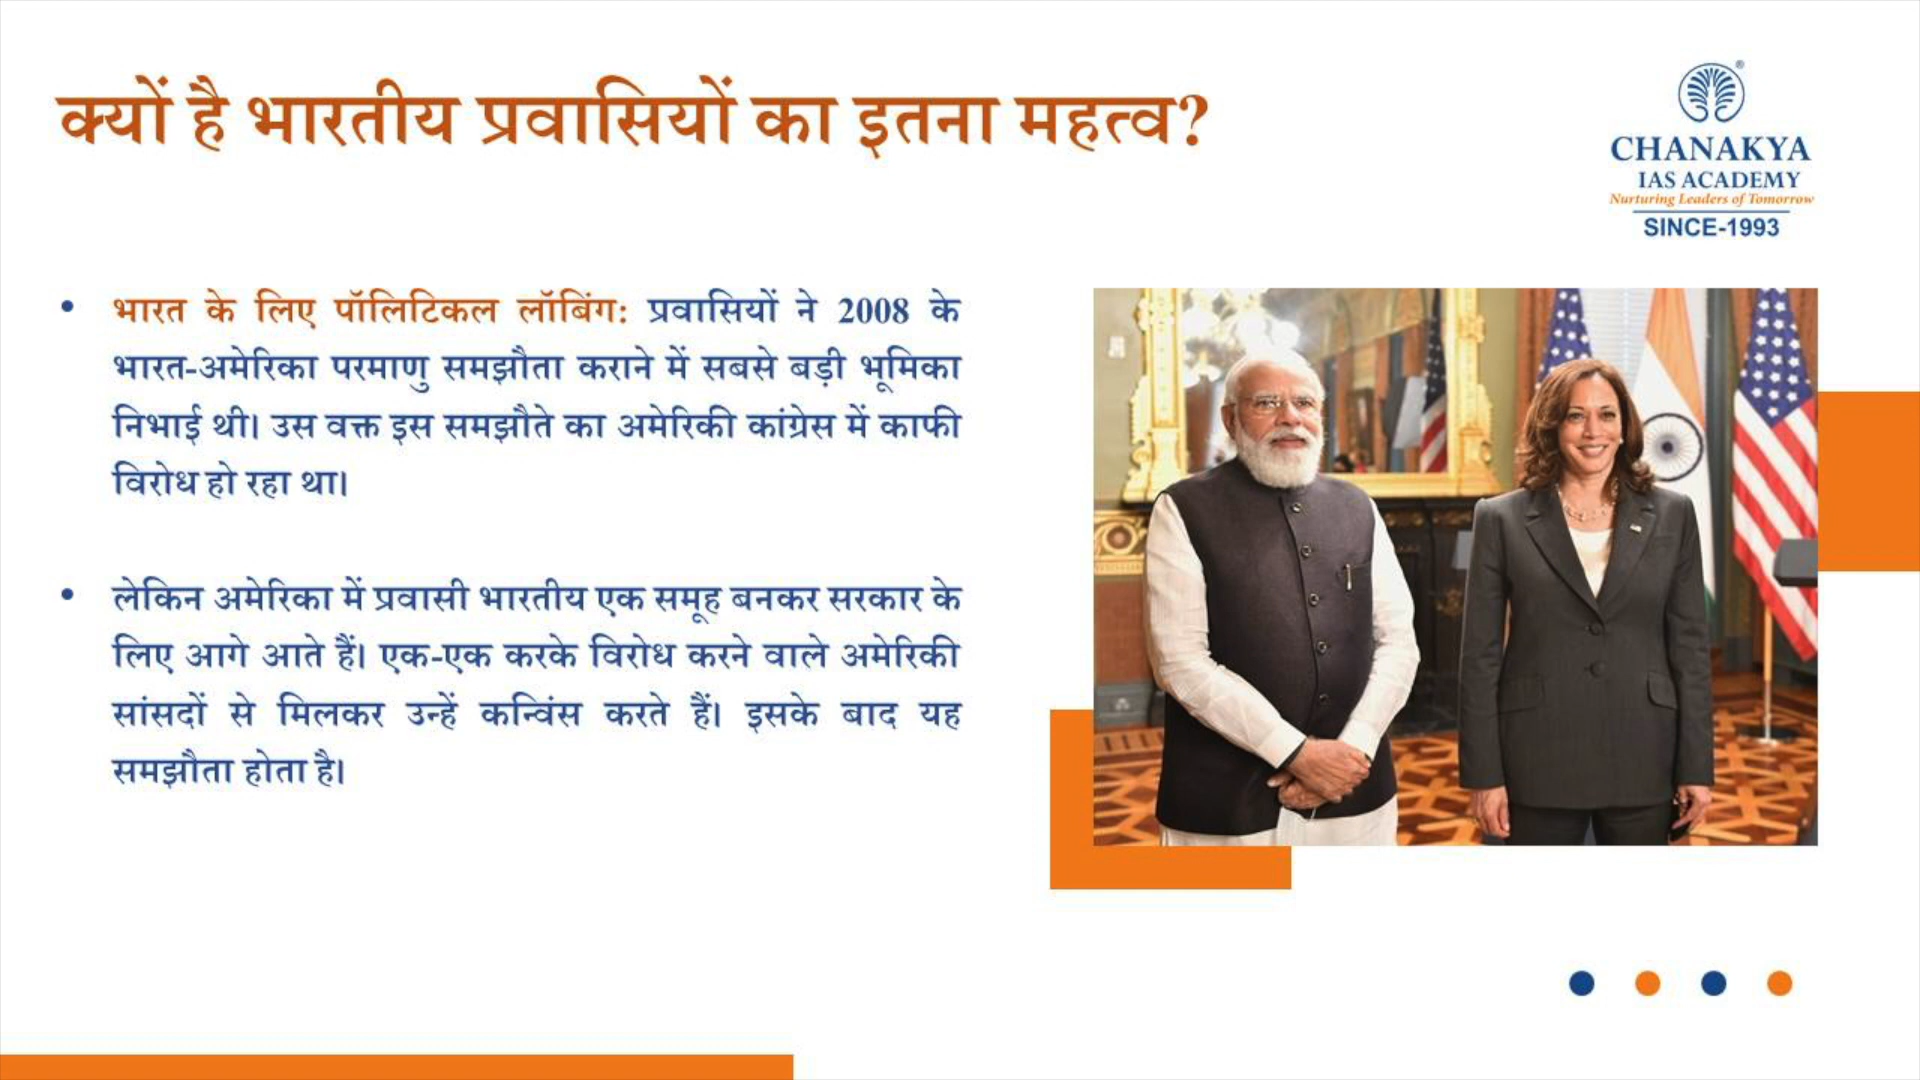 क्यों है भारतीय प्रवासियों का इतना महत्व?
®
CHANAKYA
IAS ACADEMY
Nurturing Leaders of Tomorrow
SINCE-1993
• भारत के लिए पॉलिटिकल लॉबिंग: प्रवासियों ने 2008 के
भारत-अमेरिका परमाणु समझौता कराने में सबसे बड़ी भूमिका
निभाई थी। उस वक्त इस समझौते का अमेरिकी कांग्रेस में काफी
विरोध हो रहा था।
• लेकिन अमेरिका में प्रवासी भारतीय एक समूह बनकर सरकार के
लिए आगे आते हैं। एक-एक करके विरोध करने वाले अमेरिकी
सांसदों से मिलकर उन्हें कन्विंस करते हैं। इसके बाद यह
समझौता होता है।